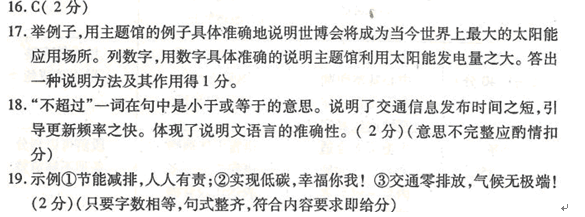 16. C( 2 分)
17. 举例子,用主题馆的例子具体准确地说明世博会将成为当今世界上最大的太阳能
应用场所。列数字,用数字具体准确的说明主题馆利用太阳能发电量之大。答出
一种说明方法及其作用得 1 分。
18. “不超过”一词在句中是小于或等于的意思。说明了交通信息发布时间之短,引
导更新频率之快。体现了说明文语言的准确性。( 2 分)(意思不完整应酌情扣
分)
19. 示例①节能减排,人人有责;②实现低碳,幸福你我! ③交通零排放,气候无极端!
(2 分)(只要字数相等,句式整齐,符合内容要求即给分)